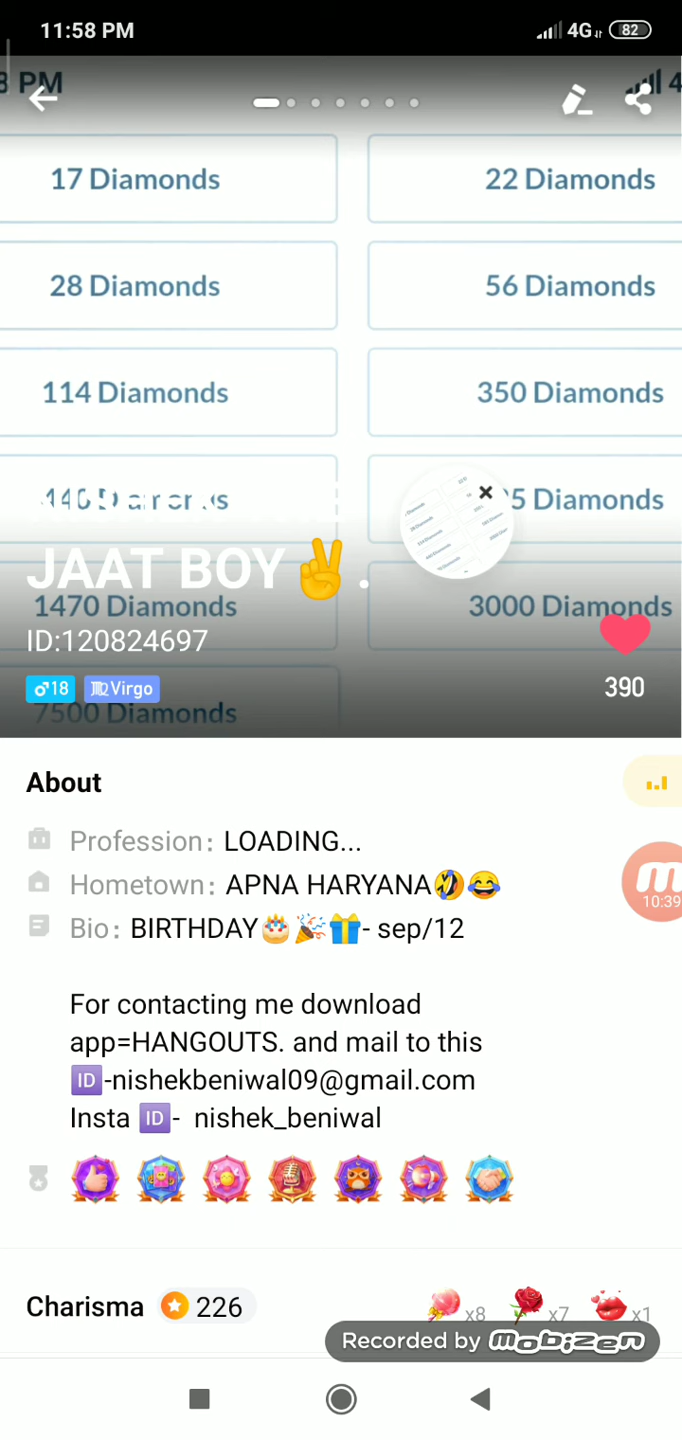 11:58 PM
4G
82
8 PM
4
17 Diamonds
22 Diamonds
28 Diamonds
56 Diamonds
114 Diamonds
350 Diamonds
5 Diamonds
JAAT BOY✌.
1470 Diamonds
3000 Diamonds
ID:120824697
♂18
♍Virgo
390
7500 Diamonds
About
Profession: LOADING...
10:39
Hometown: APNA HARYANA🤣😂
Bio: BIRTHDAY🎂🎉🎁- sep/12
For contacting me download
app=HANGOUTS. and mail to this
🆔-nishekbeniwal09@gmail.com
Insta 🆔- nishek_beniwal
Charisma
226
x8
x7
x1
Recorded by mobizen